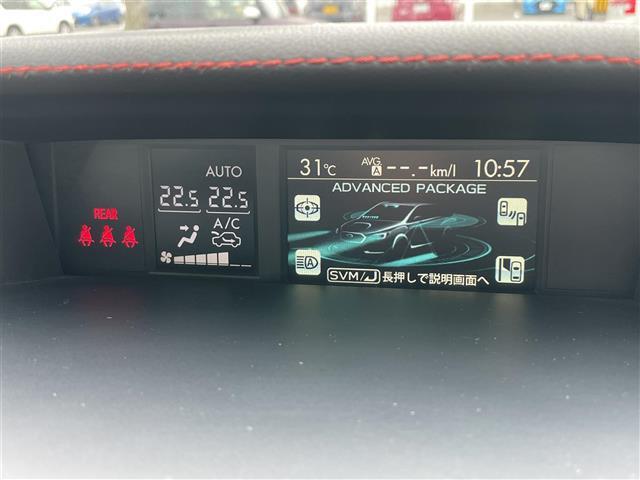 REAR
AUTO
22.5 22.5
A/C
31℃ AVG. A --.-km/l 10:57
ADVANCED PACKAGE
SVM/ 長押しで説明画面へ